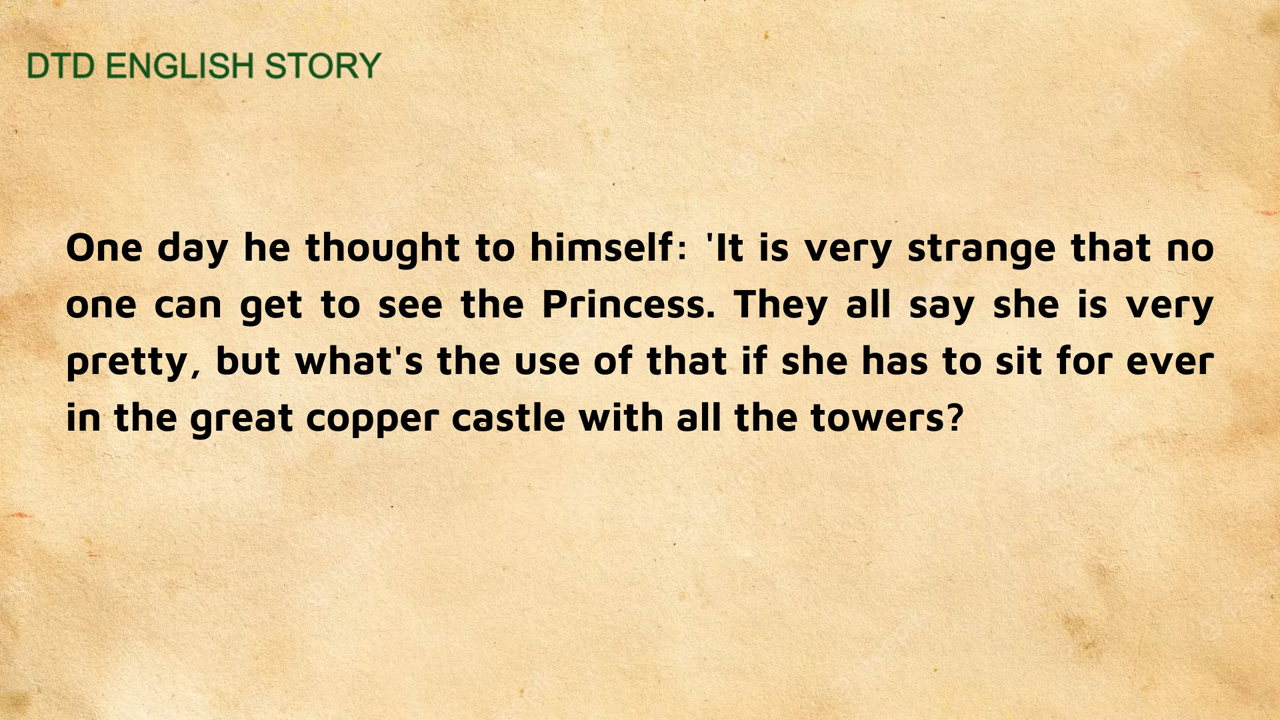 DTD ENGLISH STORY
One day he thought to himself: 'It is very strange that no
one can get to see the Princess. They all say she is very
pretty, but what's the use of that if she has to sit for ever
in the great copper castle with all the towers?